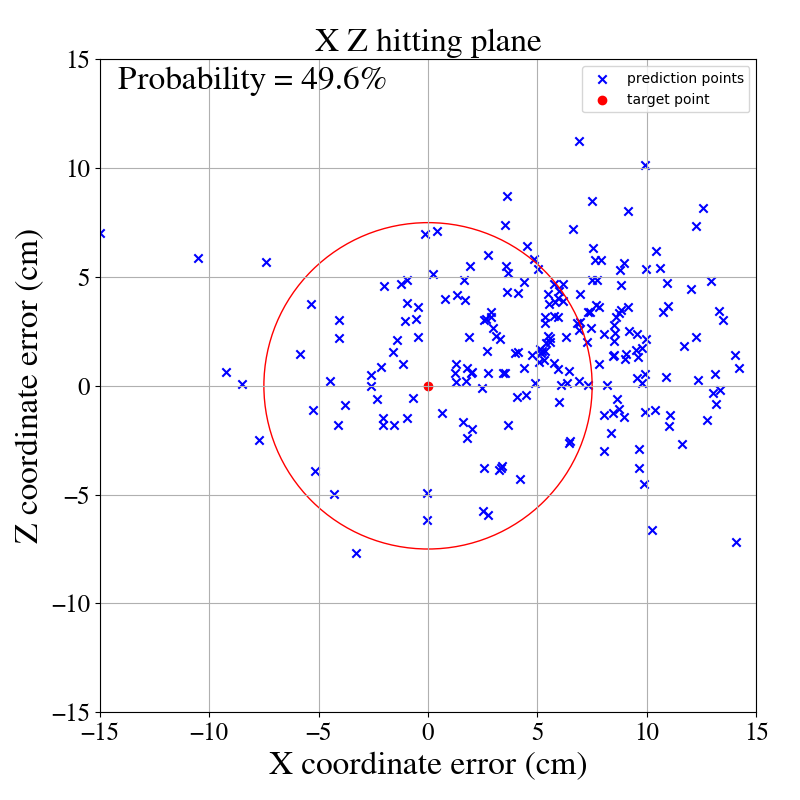 X Z hitting plane
Probability = 49.6%
prediction points
target point
Z coordinate error (cm)
15
10
5
0
−5
−10
−15
−15 −10 −5 0 5 10 15
X coordinate error (cm)